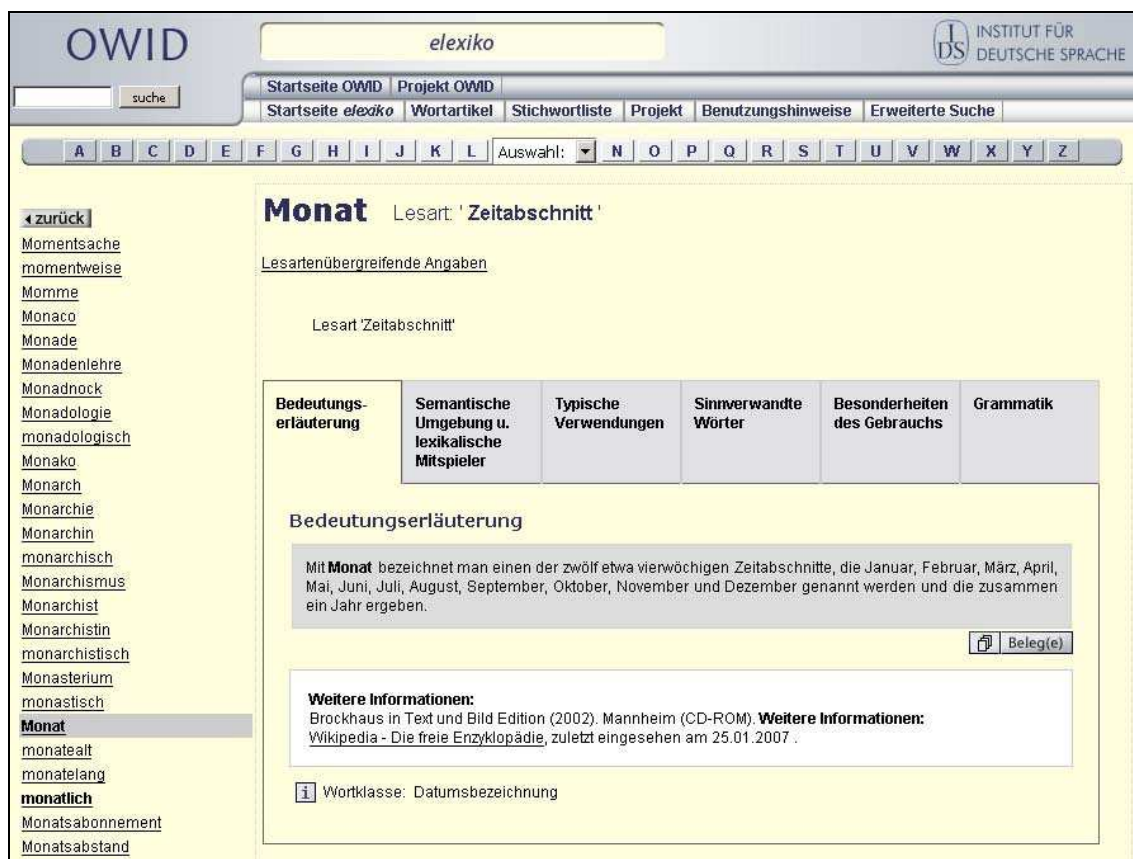 OWID
elexiko
IDS INSTITUT FÜR
DEUTSCHE SPRACHE
suche
Startseite OWID Projekt OWID
Startseite elexiko Wortartikel Stichwortliste Projekt Benutzungshinweise Erweiterte Suche
A B C D E F G H I J K L Auswahl: N O P Q R S T U V W X Y Z
zurück
Momentsache
momentweise
Momme
Monaco
Monade
Monadenlehre
Monadnock
Monadologie
monadologisch
Monako
Monarch
Monarchie
Monarchin
monarchisch
Monarchismus
Monarchist
Monarchistin
monarchistisch
Monasterium
monastisch
Monat
monatealt
monatelang
monatlich
Monatsabonnement
Monatsabstand
Monat Lesart: 'Zeitabschnitt'
Lesartenübergreifende Angaben
Lesart 'Zeitabschnitt'
Bedeutungs-
erläuterung
Semantische
Umgebung u.
lexikalische
Mitspieler
Typische
Verwendungen
Sinnverwandte
Wörter
Besonderheiten
des Gebrauchs
Grammatik
Bedeutungserläuterung
Mit Monat bezeichnet man einen der zwölf etwa vierwöchigen Zeitabschnitte, die Januar, Februar, März, April,
Mai, Juni, Juli, August, September, Oktober, November und Dezember genannt werden und die zusammen
ein Jahr ergeben.
Beleg(e)
Weitere Informationen:
Brockhaus in Text und Bild Edition (2002). Mannheim (CD-ROM). Weitere Informationen:
Wikipedia - Die freie Enzyklopädie, zuletzt eingesehen am 25.01.2007 .
i Wortklasse: Datumsbezeichnung